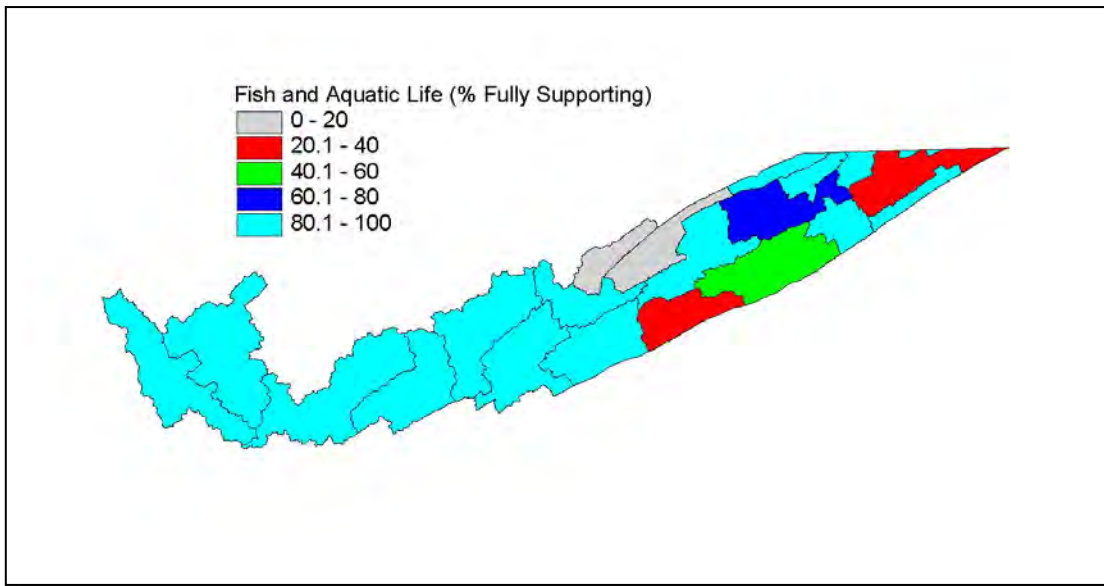 Fish and Aquatic Life (% Fully Supporting)
0 - 20
20.1 - 40
40.1 - 60
60.1 - 80
80.1 - 100